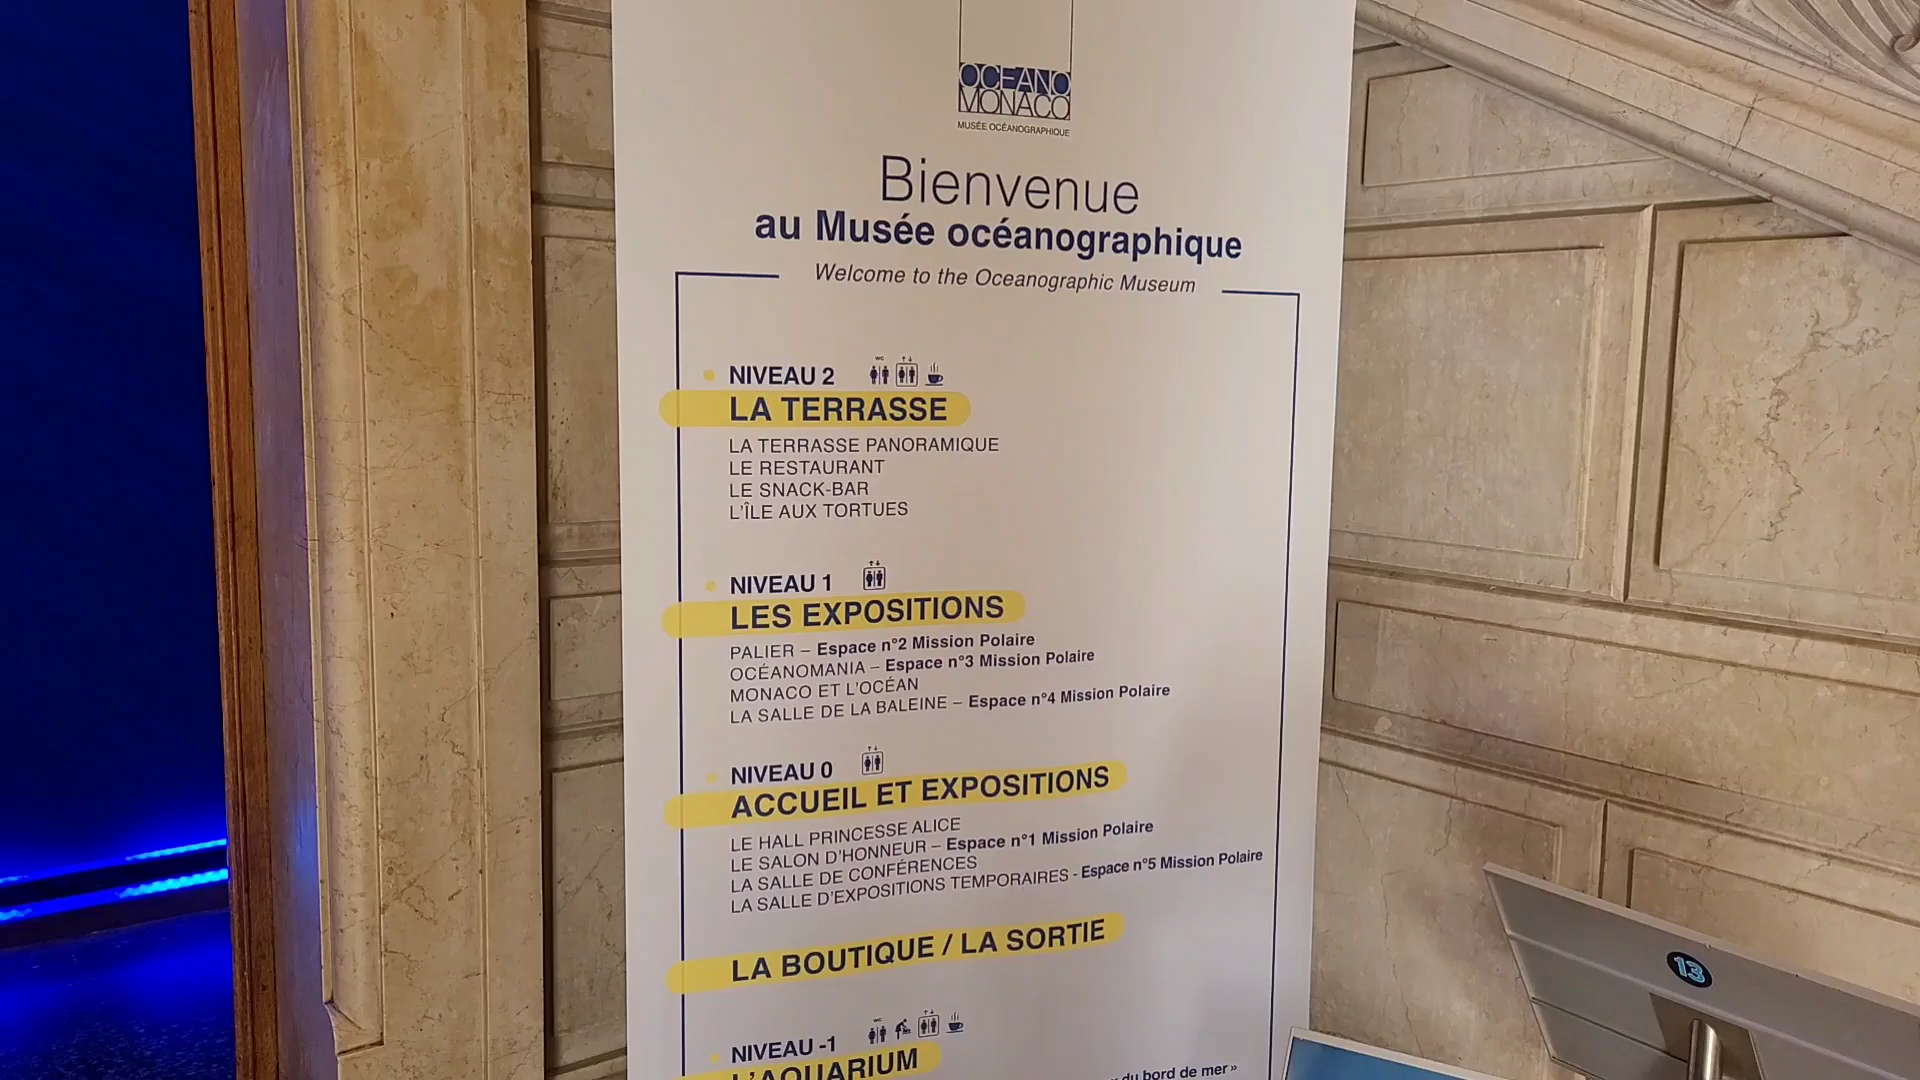 OCEANO
MONACO
MUSÉE OCÉANOGRAPHIQUE
Bienvenue
au Musée océanographique
Welcome to the Oceanographic Museum
NIVEAU 2
WC
LA TERRASSE
LA TERRASSE PANORAMIQUE
LE RESTAURANT
LE SNACK-BAR
L'ÎLE AUX TORTUES
NIVEAU 1
LES EXPOSITIONS
PALIER – Espace n°2 Mission Polaire
OCÉANOMANIA – Espace n°3 Mission Polaire
MONACO ET L'OCÉAN
LA SALLE DE LA BALEINE – Espace n°4 Mission Polaire
NIVEAU 0
ACCUEIL ET EXPOSITIONS
LE HALL PRINCESSE ALICE
LE SALON D'HONNEUR – Espace n°1 Mission Polaire
LA SALLE DE CONFÉRENCES
LA SALLE D'EXPOSITIONS TEMPORAIRES - Espace n°5 Mission Polaire
LA BOUTIQUE / LA SORTIE
NIVEAU -1
WC
L'AQUARIUM
du bord de mer »
13